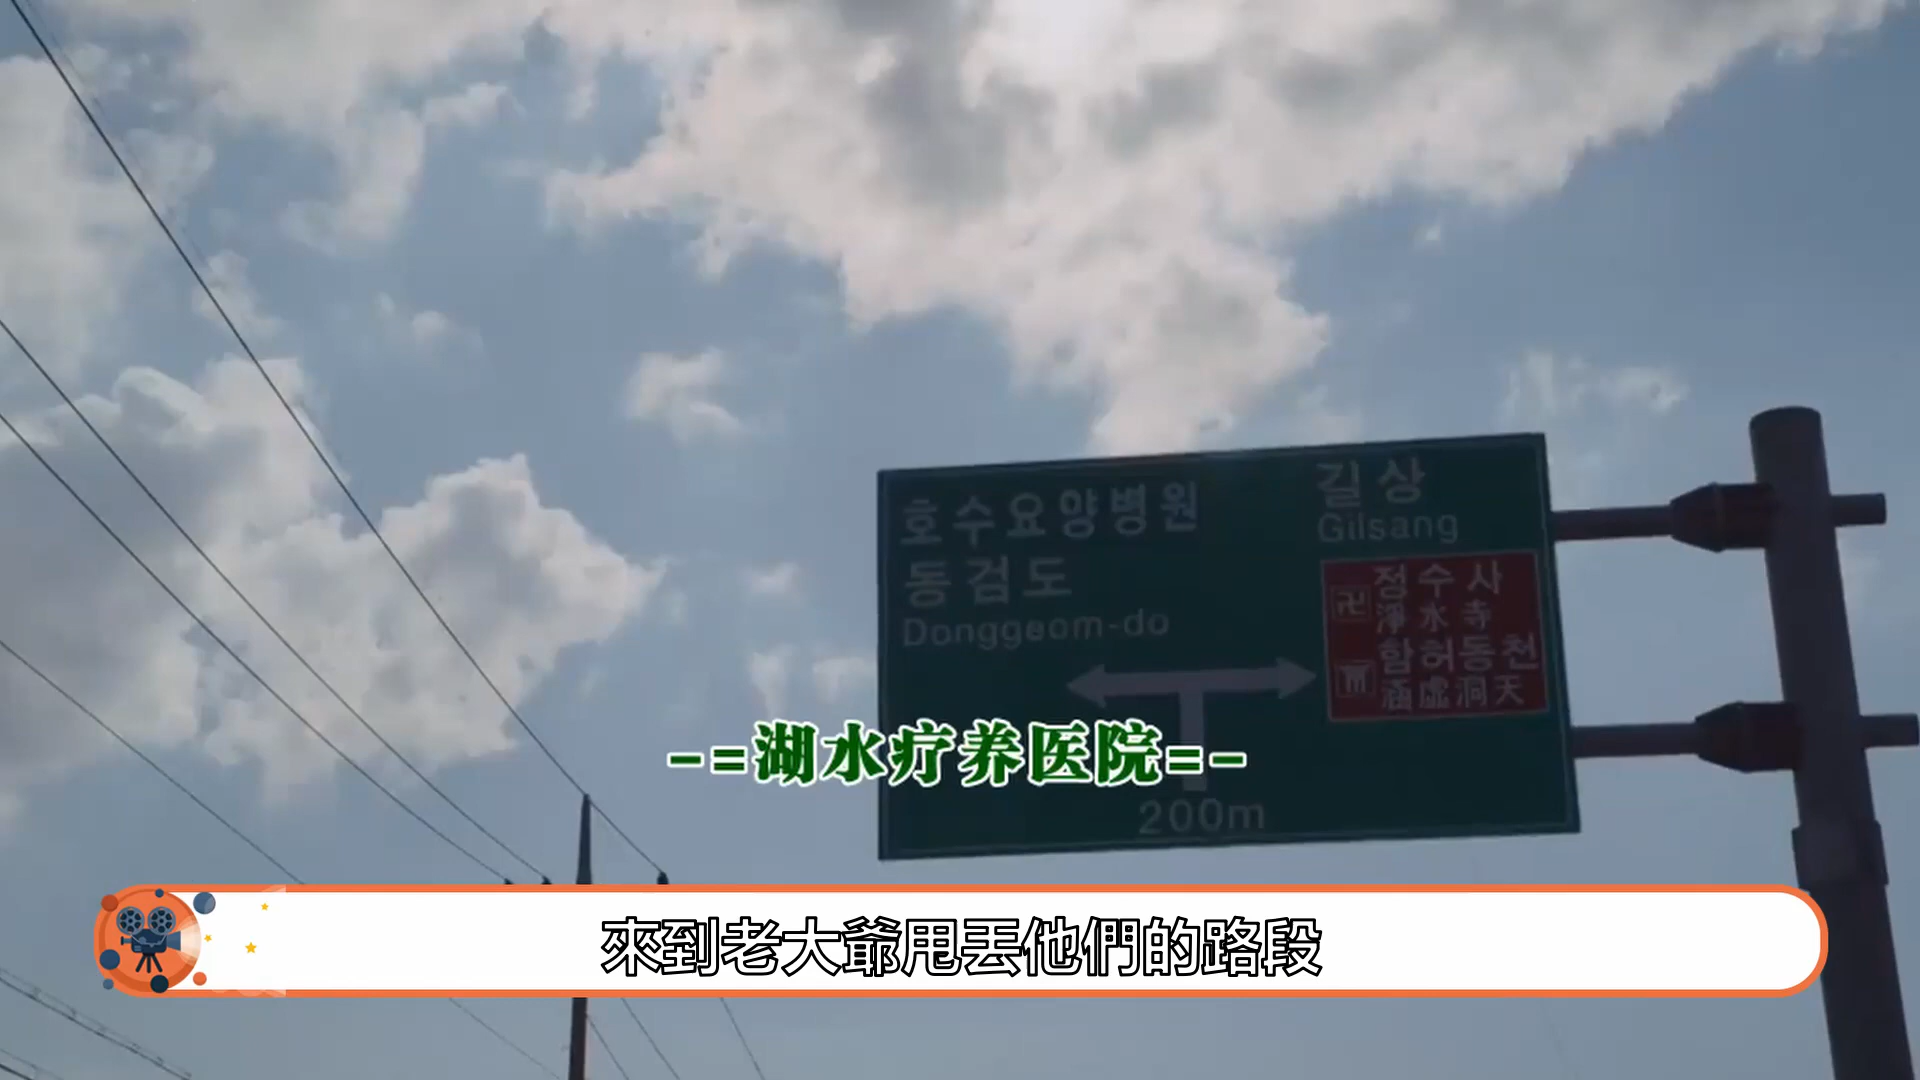 호수요양병원
동검도
Donggeom-do
길상
Gilsang
정수사
淨水寺
함허동천
涵虛洞天
-=湖水疗养医院=-
200m
來到老大爺甩丟他們的路段